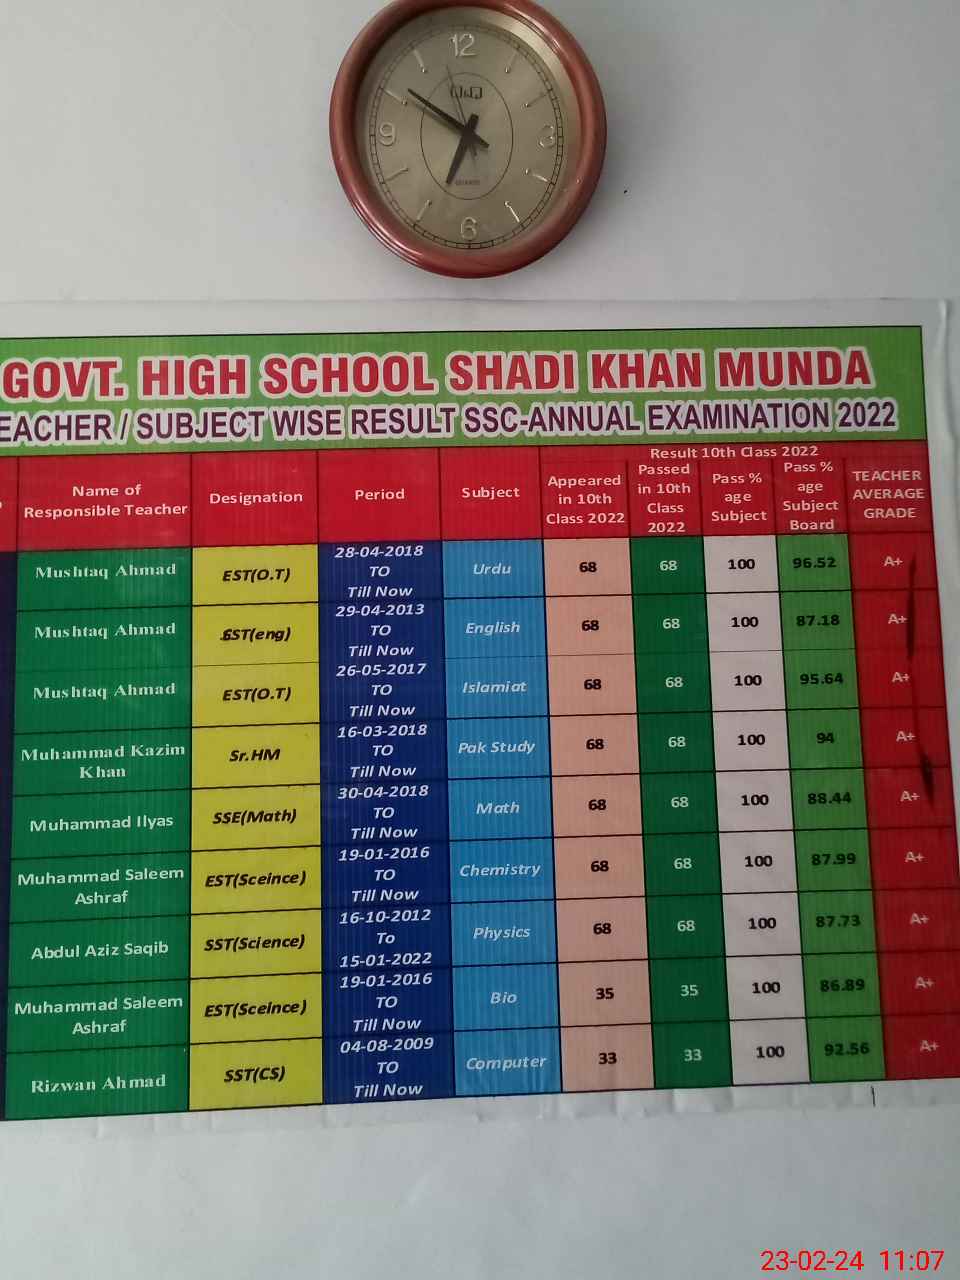 12
Q&Q
9
3
QUARTZ
6
GOVT. HIGH SCHOOL SHADI KHAN MUNDA
EACHER / SUBJECT WISE RESULT SSC-ANNUAL EXAMINATION 2022
Result 10th Class 2022
Name of Responsible Teacher Designation Period Subject Appeared in 10th Class 2022 Passed in 10th Class 2022 Pass % age Subject Pass % age Subject Board TEACHER AVERAGE GRADE
Mushtaq Ahmad EST(O.T) 28-04-2018 TO Till Now Urdu 68 68 100 96.52 A+
Mushtaq Ahmad EST(eng) 29-04-2013 TO Till Now English 68 68 100 87.18 A+
Mushtaq Ahmad EST(O.T) 26-05-2017 TO Till Now Islamiat 68 68 100 95.64 A+
Muhammad Kazim Khan Sr.HM 16-03-2018 TO Till Now Pak Study 68 68 100 94 A+
Muhammad Ilyas SSE(Math) 30-04-2018 TO Till Now Math 68 68 100 88.44 A+
Muhammad Saleem Ashraf EST(Sceince) 19-01-2016 TO Till Now Chemistry 68 68 100 87.99 A+
Abdul Aziz Saqib SST(Science) 16-10-2012 To 15-01-2022 Physics 68 68 100 87.73 A+
Muhammad Saleem Ashraf EST(Sceince) 19-01-2016 TO Till Now Bio 35 35 100 86.89 A+
Rizwan Ahmad SST(CS) 04-08-2009 TO Till Now Computer 33 33 100 92.56 A+
23-02-24 11:07